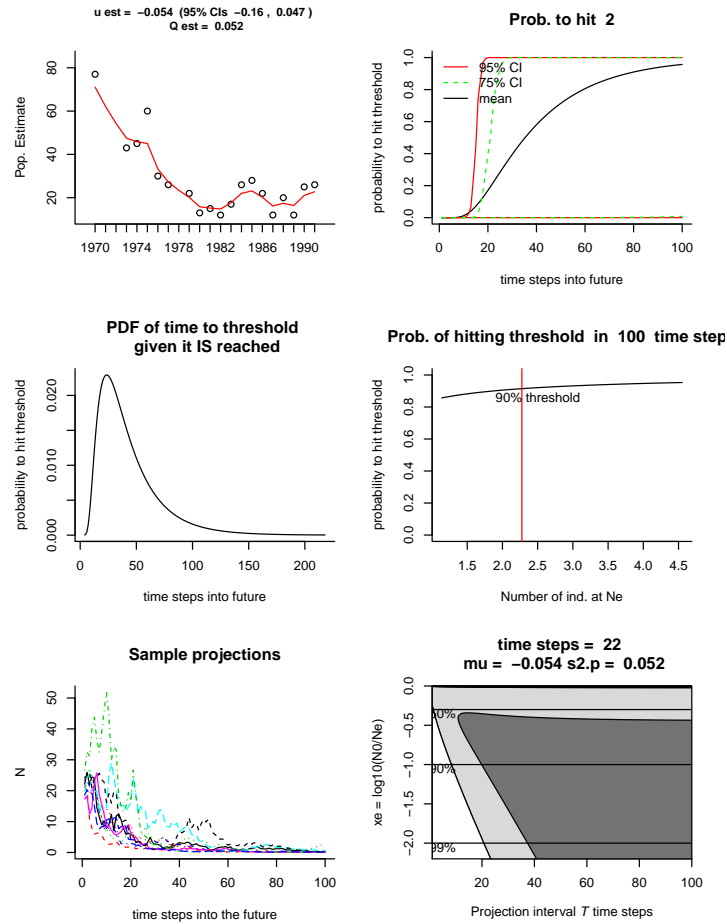 u est = −0.054 (95% CIs −0.16 , 0.047 )
Q est = 0.052
Pop. Estimate
80
60
40
20
1970 1974 1978 1982 1986 1990
Prob. to hit 2
probability to hit threshold
1.0
0.8
0.6
0.4
0.2
0.0
95% CI
75% CI
mean
0 20 40 60 80 100
time steps into future
PDF of time to threshold
given it IS reached
probability to hit threshold
0.020
0.010
0.000
0 50 100 150 200
time steps into future
Prob. of hitting threshold in 100 time step
probability to hit threshold
1.0
0.8
0.6
0.4
0.2
0.0
90% threshold
1.5 2.0 2.5 3.0 3.5 4.0 4.5
Number of ind. at Ne
Sample projections
N
50
40
30
20
10
0
0 20 40 60 80 100
time steps into the future
time steps = 22
mu = −0.054 s2.p = 0.052
xe = log10(N0/Ne)
0.0
−0.5
−1.0
−1.5
−2.0
90%
99%
20 40 60 80 100
Projection interval T time steps